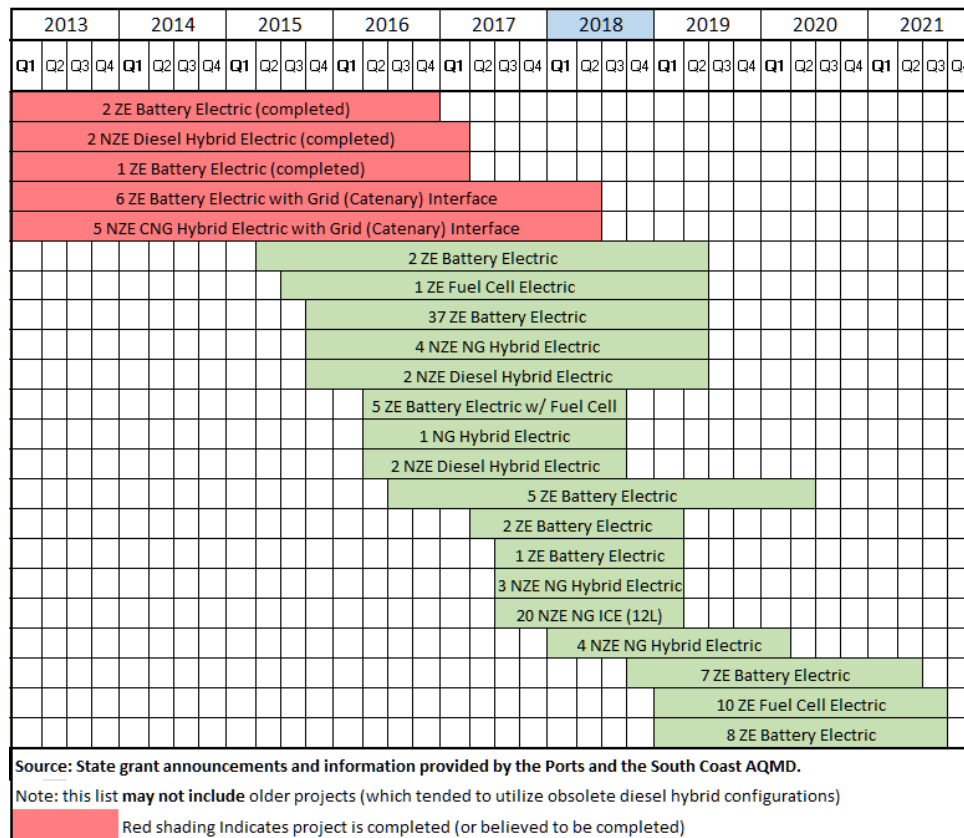 2013 2014 2015 2016 2017 2018 2019 2020 2021
Q1 Q2 Q3 Q4 Q1 Q2 Q3 Q4 Q1 Q2 Q3 Q4 Q1 Q2 Q3 Q4 Q1 Q2 Q3 Q4 Q1 Q2 Q3 Q4 Q1 Q2 Q3 Q4 Q1 Q2 Q3 Q4 Q1 Q2 Q3 Q4
2 ZE Battery Electric (completed)
2 NZE Diesel Hybrid Electric (completed)
1 ZE Battery Electric (completed)
6 ZE Battery Electric with Grid (Catenary) Interface
5 NZE CNG Hybrid Electric with Grid (Catenary) Interface
2 ZE Battery Electric
1 ZE Fuel Cell Electric
37 ZE Battery Electric
4 NZE NG Hybrid Electric
2 NZE Diesel Hybrid Electric
5 ZE Battery Electric w/ Fuel Cell
1 NG Hybrid Electric
2 NZE Diesel Hybrid Electric
5 ZE Battery Electric
2 ZE Battery Electric
1 ZE Battery Electric
3 NZE NG Hybrid Electric
20 NZE NG ICE (12L)
4 NZE NG Hybrid Electric
7 ZE Battery Electric
10 ZE Fuel Cell Electric
8 ZE Battery Electric
Source: State grant announcements and information provided by the Ports and the South Coast AQMD.
Note: this list may not include older projects (which tended to utilize obsolete diesel hybrid configurations)
Red shading Indicates project is completed (or believed to be completed)